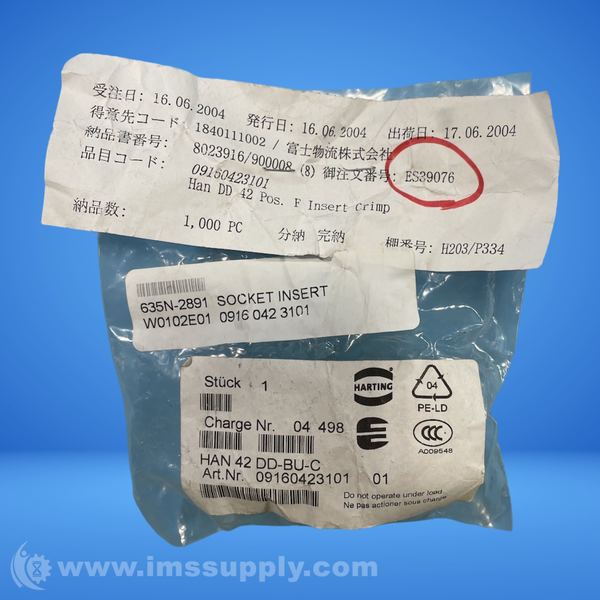 受注日: 16.06.2004 発行日: 16.06.2004 出荷日: 17.06.2004
得意先コード: 1840111002 / 富士物流株式会社
納品書番号: 8023916/900008 (8) 御注文番号: ES39076
品目コード: 09160423101
Han DD 42 Pos. F Insert Crimp
納品数: 1,000 PC 分納 完納 棚番号: H203/P334
635N-2891 SOCKET INSERT
W0102E01 0916 042 3101
Stück 1
HARTING
04
PE-LD
Charge Nr. 04 498
CCC
A009548
HAN 42 DD-BU-C
Art.Nr. 09160423101 01
Do not operate under load
Ne pas actionner sous charge
www.imssupply.com